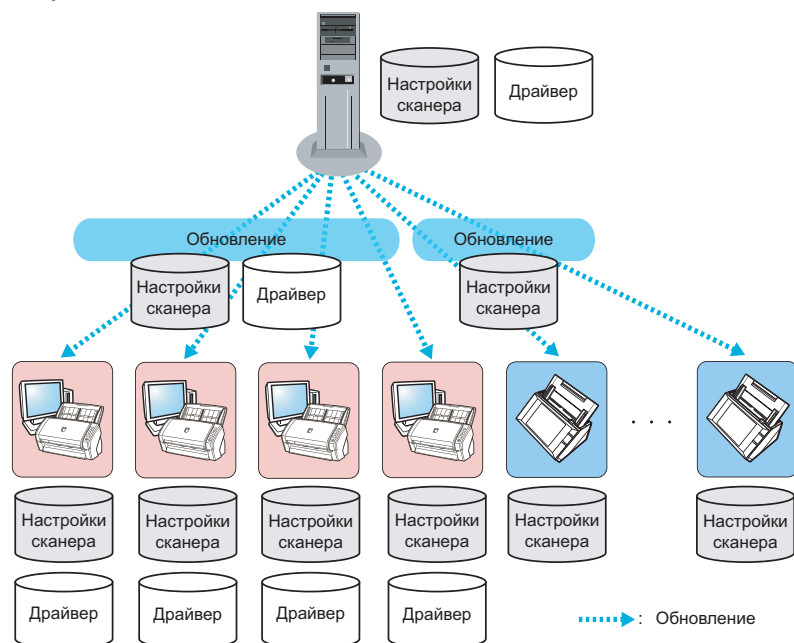 Настройки
сканера
Драйвер
Обновление
Обновление
Настройки
сканера
Драйвер
Настройки
сканера
. . .
Настройки
сканера
Настройки
сканера
Настройки
сканера
Настройки
сканера
Настройки
сканера
Настройки
сканера
Драйвер
Драйвер
Драйвер
Драйвер
: Обновление